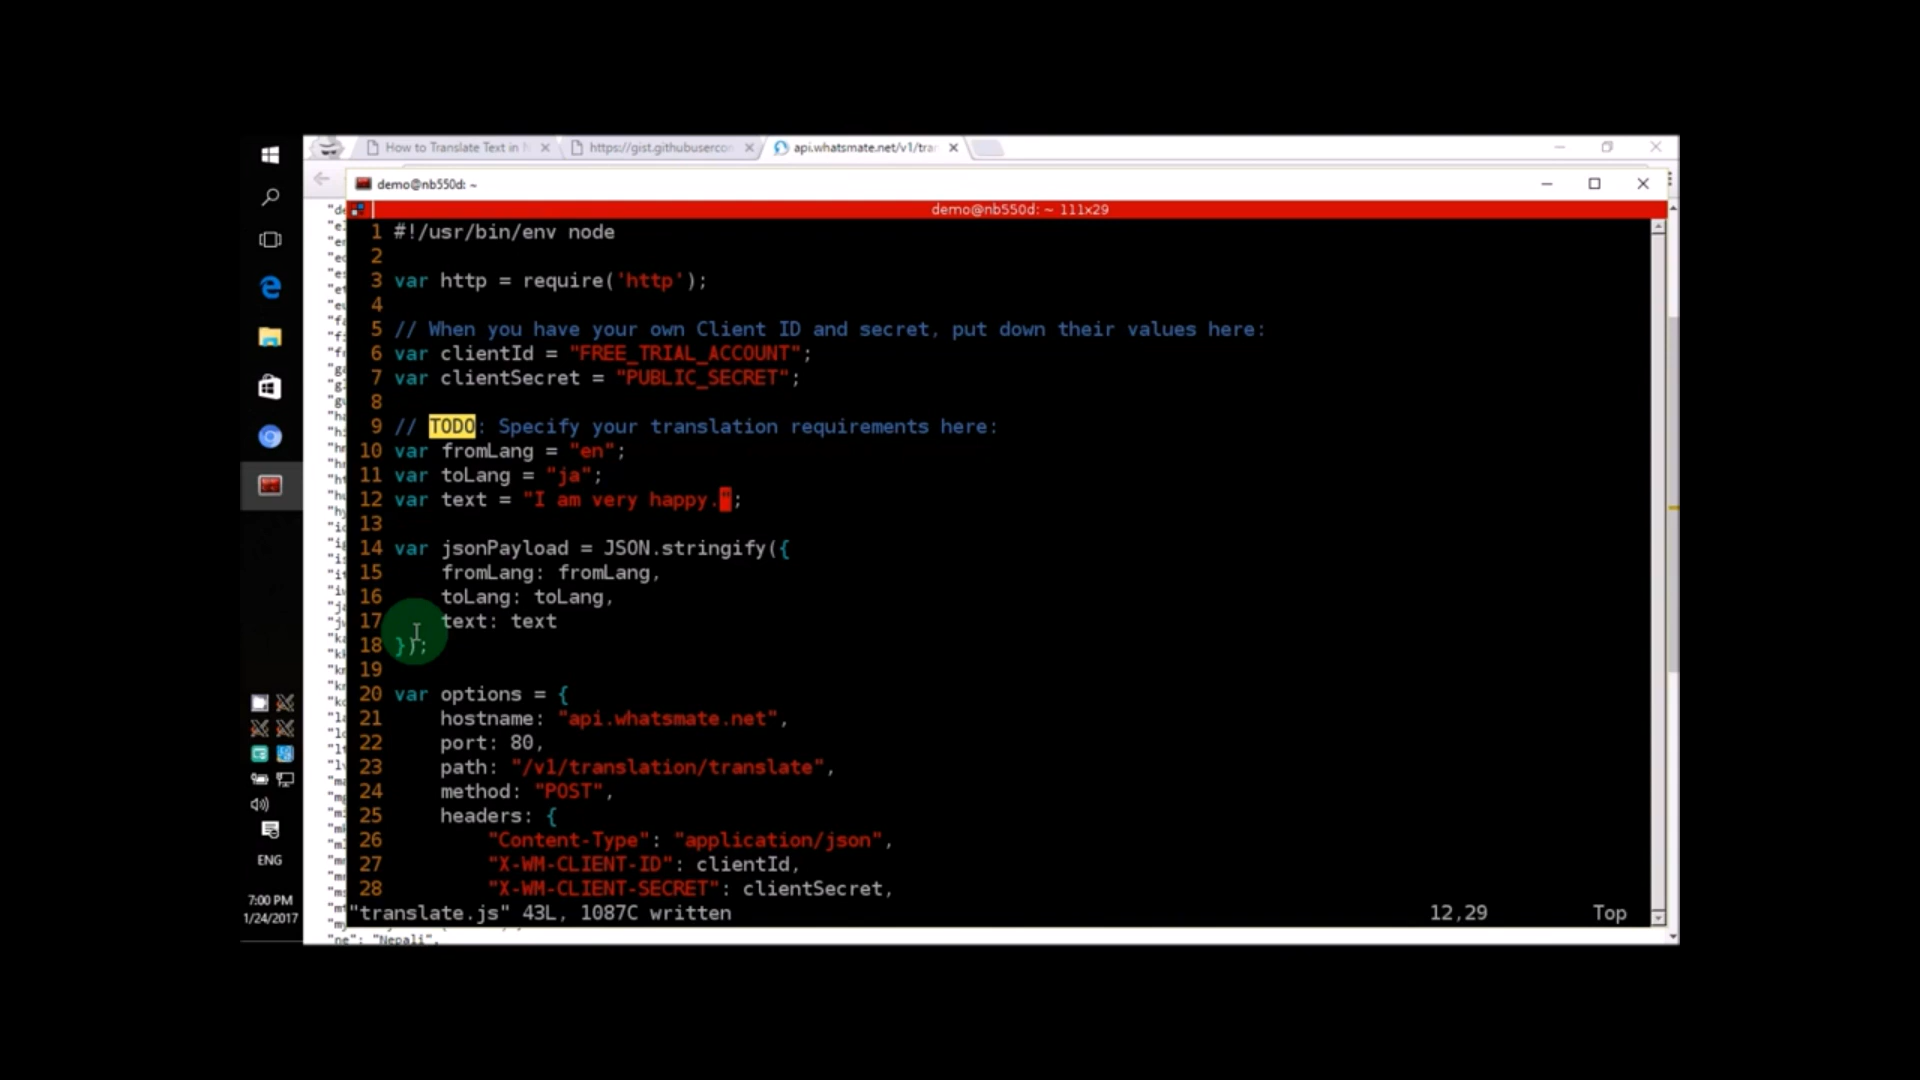 How to Translate Text in
https://gist.githubusercon
api.whatsmate.net/v1/tra
demo@nb550d: ~
demo@nb550d: ~ 111x29
1 #!/usr/bin/env node
2
3 var http = require('http');
4
5 // When you have your own Client ID and secret, put down their values here:
6 var clientId = "FREE_TRIAL_ACCOUNT";
7 var clientSecret = "PUBLIC_SECRET";
8
9 // TODO: Specify your translation requirements here:
10 var fromLang = "en";
11 var toLang = "ja";
12 var text = "I am very happy.";
13
14 var jsonPayload = JSON.stringify({
15 fromLang: fromLang,
16 toLang: toLang,
17 text: text
18 });
19
20 var options = {
21 hostname: "api.whatsmate.net",
22 port: 80,
23 path: "/v1/translation/translate",
24 method: "POST",
25 headers: {
26 "Content-Type": "application/json",
27 "X-WM-CLIENT-ID": clientId,
28 "X-WM-CLIENT-SECRET": clientSecret,
"translate.js" 43L, 1087C written 12,29 Top
"ne": "Nepali",
ENG
7:00 PM
1/24/2017